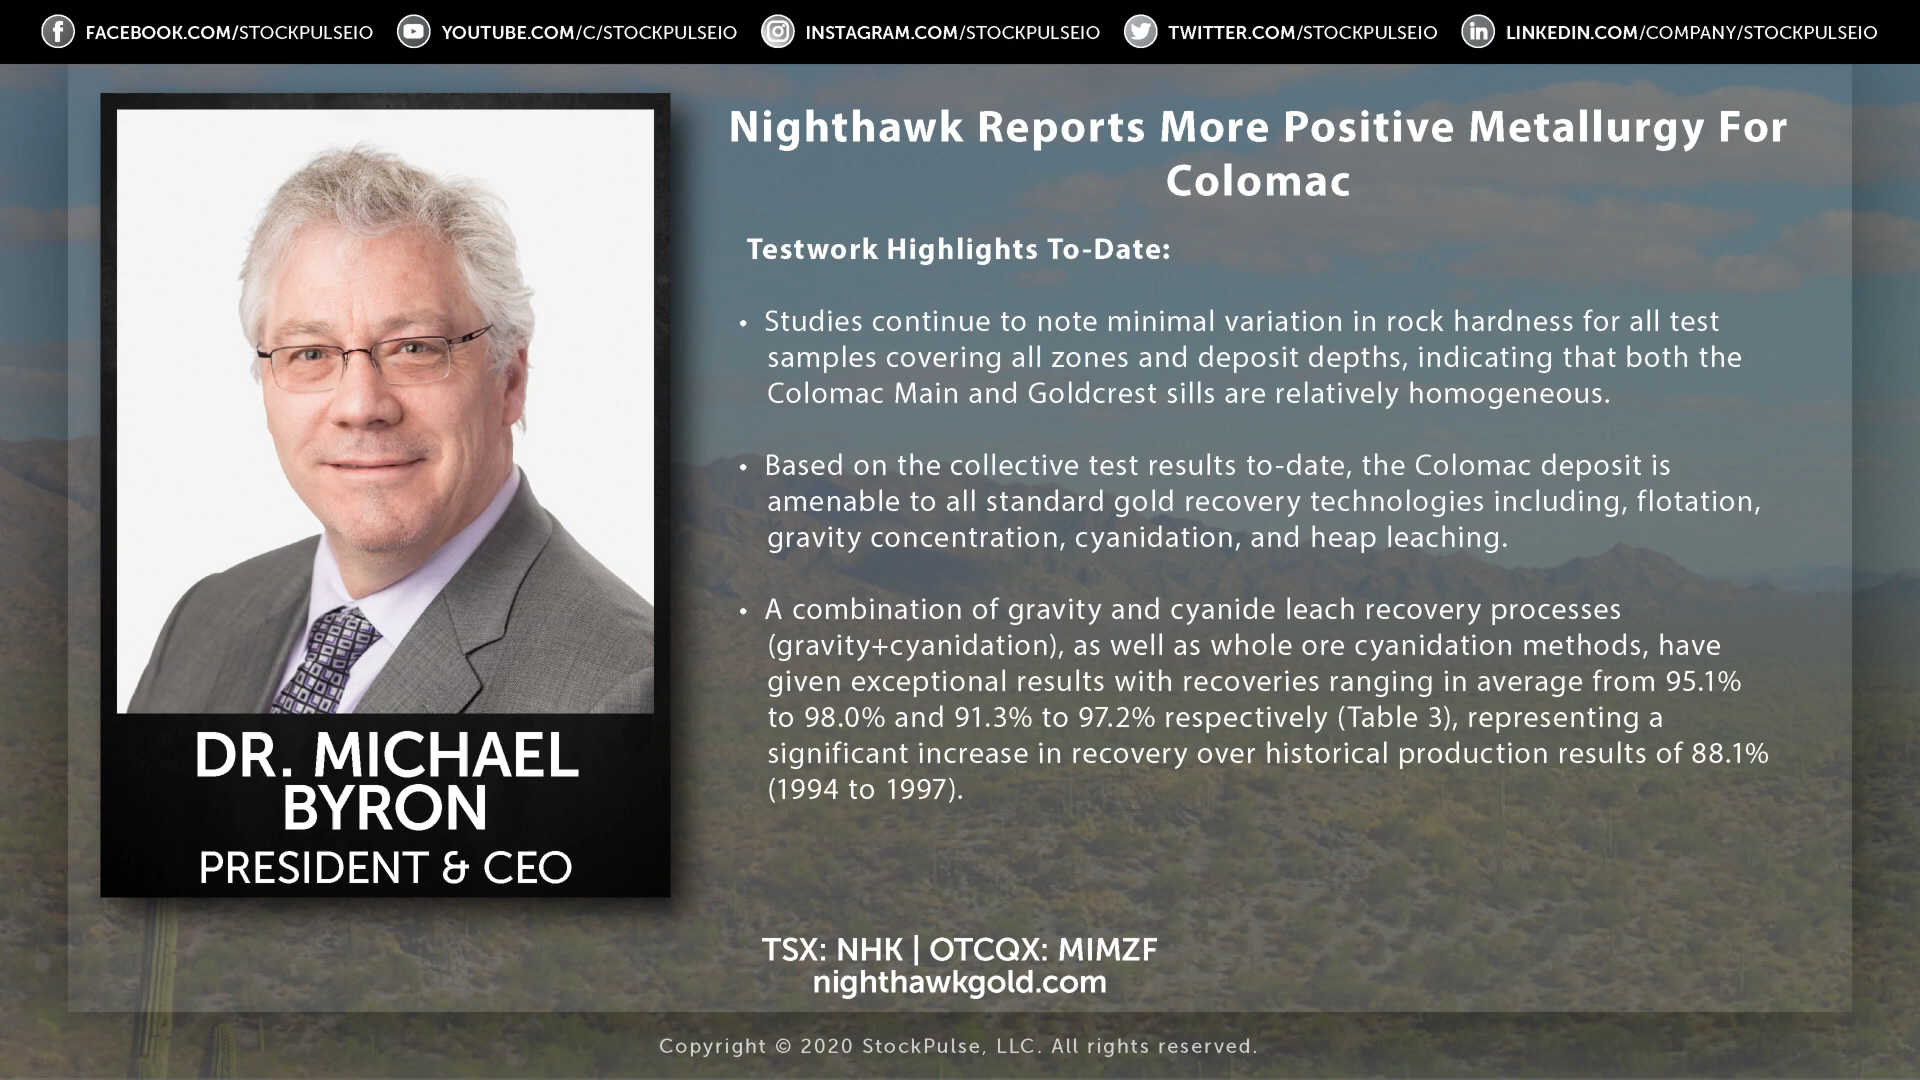 FACEBOOK.COM/STOCKPULSEIO
YOUTUBE.COM/C/STOCKPULSEIO
INSTAGRAM.COM/STOCKPULSEIO
TWITTER.COM/STOCKPULSEIO
LINKEDIN.COM/COMPANY/STOCKPULSEIO
DR. MICHAEL
BYRON
PRESIDENT & CEO
Nighthawk Reports More Positive Metallurgy For
Colomac
Testwork Highlights To-Date:
• Studies continue to note minimal variation in rock hardness for all test
samples covering all zones and deposit depths, indicating that both the
Colomac Main and Goldcrest sills are relatively homogeneous.
• Based on the collective test results to-date, the Colomac deposit is
amenable to all standard gold recovery technologies including, flotation,
gravity concentration, cyanidation, and heap leaching.
• A combination of gravity and cyanide leach recovery processes
(gravity+cyanidation), as well as whole ore cyanidation methods, have
given exceptional results with recoveries ranging in average from 95.1%
to 98.0% and 91.3% to 97.2% respectively (Table 3), representing a
significant increase in recovery over historical production results of 88.1%
(1994 to 1997).
TSX: NHK | OTCQX: MIMZF
nighthawkgold.com
Copyright © 2020 StockPulse, LLC. All rights reserved.